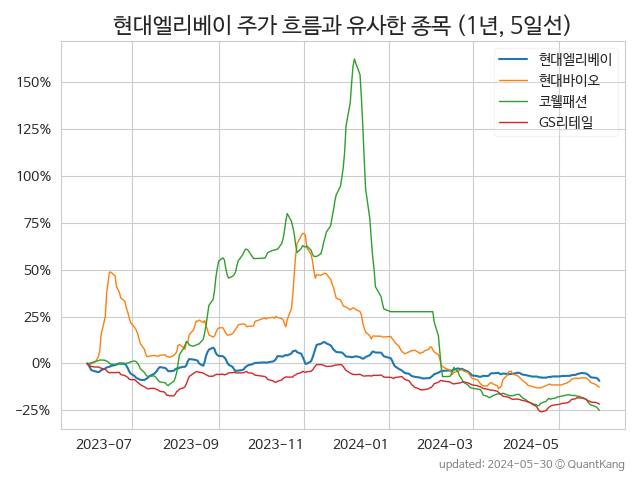 현대엘리베이 주가 흐름과 유사한 종목 (1년, 5일선)
현대엘리베이
현대바이오
코웰패션
GS리테일
150%
125%
100%
75%
50%
25%
0%
−25%
2023-07 2023-09 2023-11 2024-01 2024-03 2024-05
updated: 2024-05-30 ⓒ QuantKang